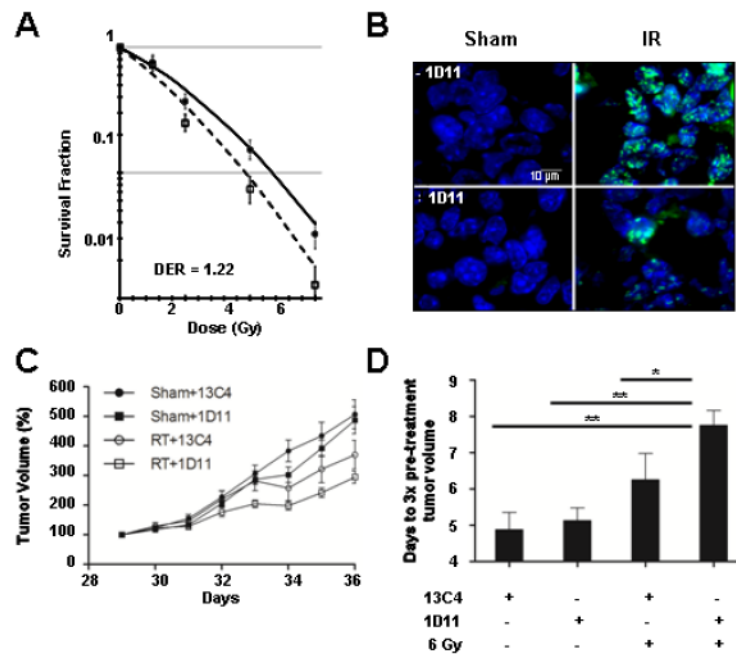 A
1
0.1
0.01
Survival Fraction
DER = 1.22
0 2 4 6
Dose (Gy)
B
Sham IR
- 1D11
10 µm
: 1D11
C
600
500
400
300
200
100
0
Tumor Volume (%)
Sham+13C4
Sham+1D11
RT+13C4
RT+1D11
28 30 32 34 36
Days
D
9
8
7
6
5
4
Days to 3x pre-treatment
tumor volume
*
**
**
13C4 + - + -
1D11 - + - +
6 Gy - - + +